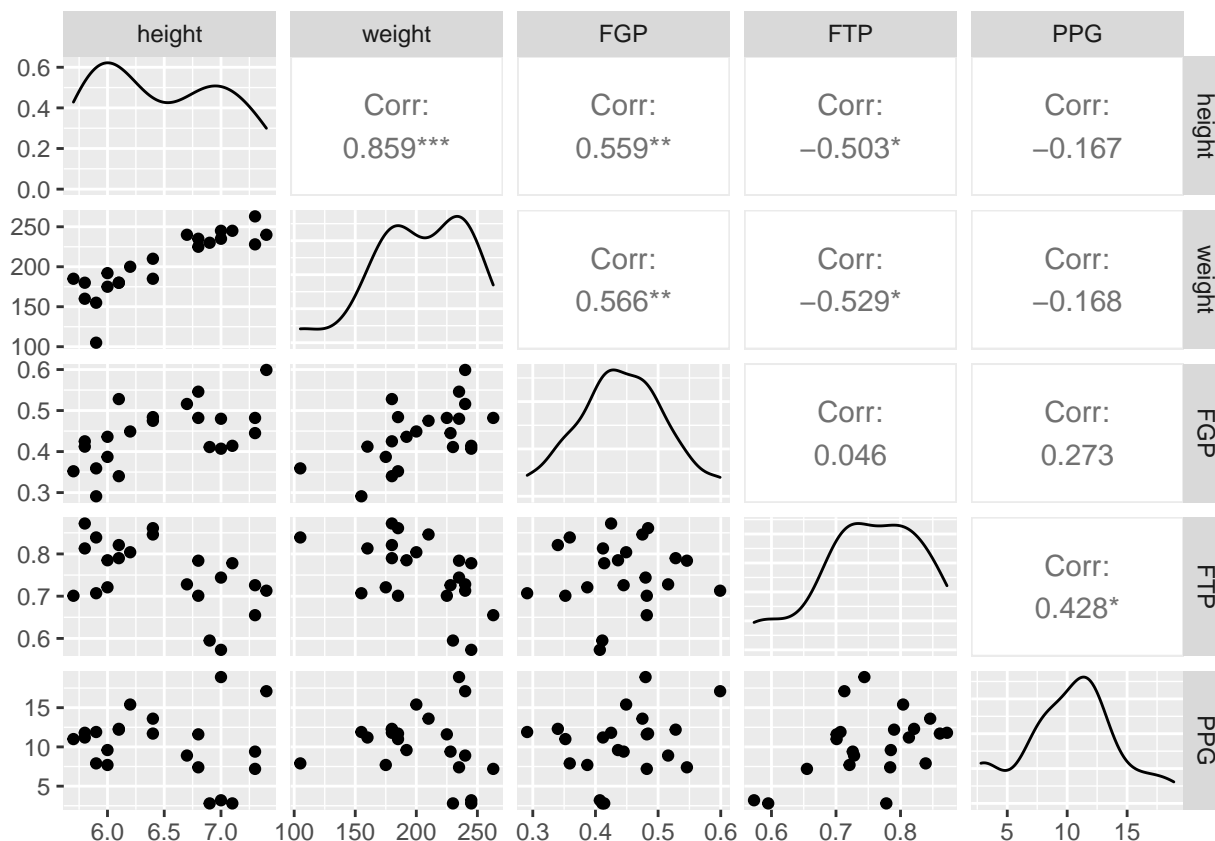 height weight FGP FTP PPG
0.6
0.4
0.2
0.0
Corr:
0.859***
Corr:
0.559**
Corr:
−0.503*
Corr:
−0.167
height
250
200
150
100
Corr:
0.566**
Corr:
−0.529*
Corr:
−0.168
weight
0.6
0.5
0.4
0.3
Corr:
0.046
Corr:
0.273
FGP
0.8
0.7
0.6
Corr:
0.428*
FTP
15
10
5
PPG
6.0 7.0 100 150 200 250 0.3 0.4 0.5 0.6 0.6 0.7 0.8 5 10 15